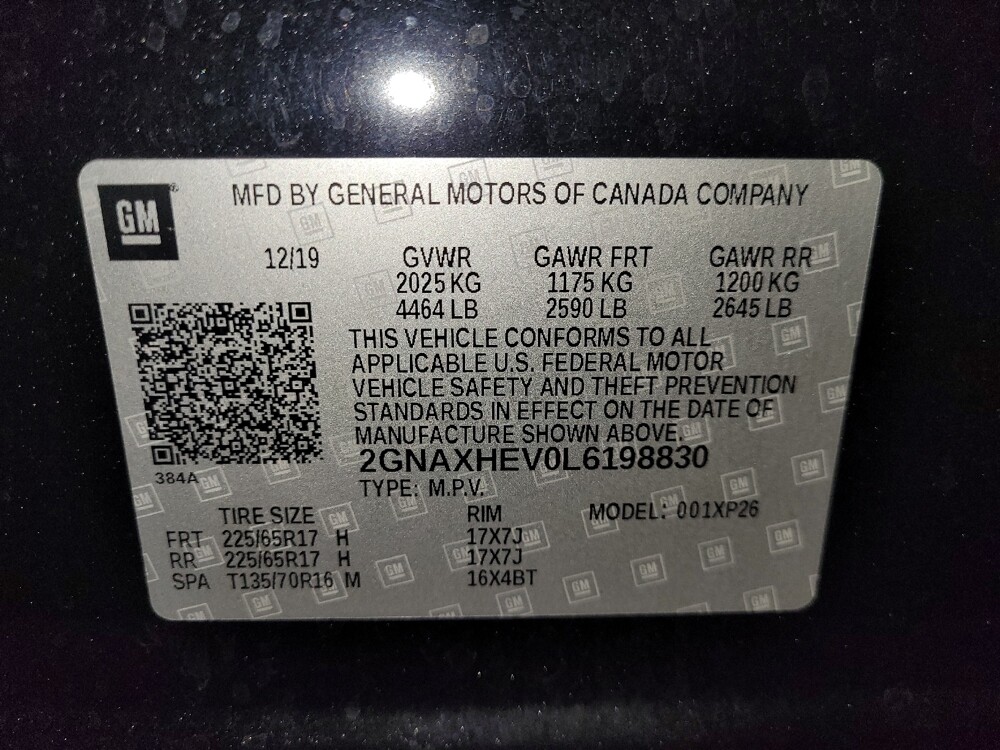 GM
MFD BY GENERAL MOTORS OF CANADA COMPANY
12/19 GVWR GAWR FRT GAWR RR
2025 KG 1175 KG 1200 KG
4464 LB 2590 LB 2645 LB
THIS VEHICLE CONFORMS TO ALL
APPLICABLE U.S. FEDERAL MOTOR
VEHICLE SAFETY AND THEFT PREVENTION
STANDARDS IN EFFECT ON THE DATE OF
MANUFACTURE SHOWN ABOVE.
2GNAXHEV0L6198830
384A
TYPE: M.P.V.
TIRE SIZE RIM MODEL: 001XP26
FRT 225/65R17 H 17X7J
RR 225/65R17 H 17X7J
SPA T135/70R16 M 16X4BT